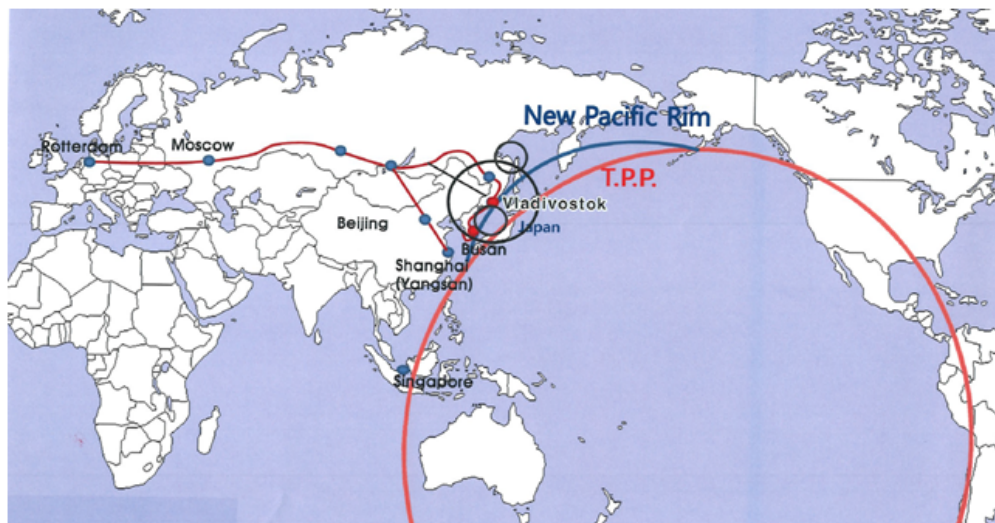 New Pacific Rim
Rotterdam
Moscow
T.P.P.
Vladivostok
Beijing
Japan
Busan
Shanghai
(Yangsan)
Singapore